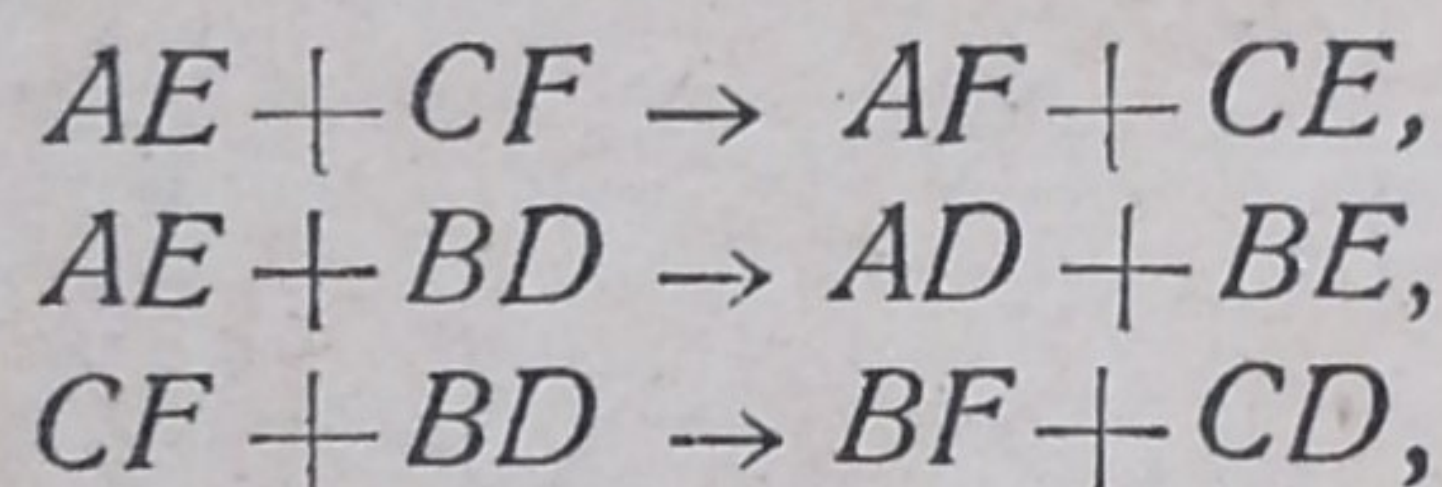 AE + CF → AF + CE,
AE + BD → AD + BE,
CF + BD → BF + CD,